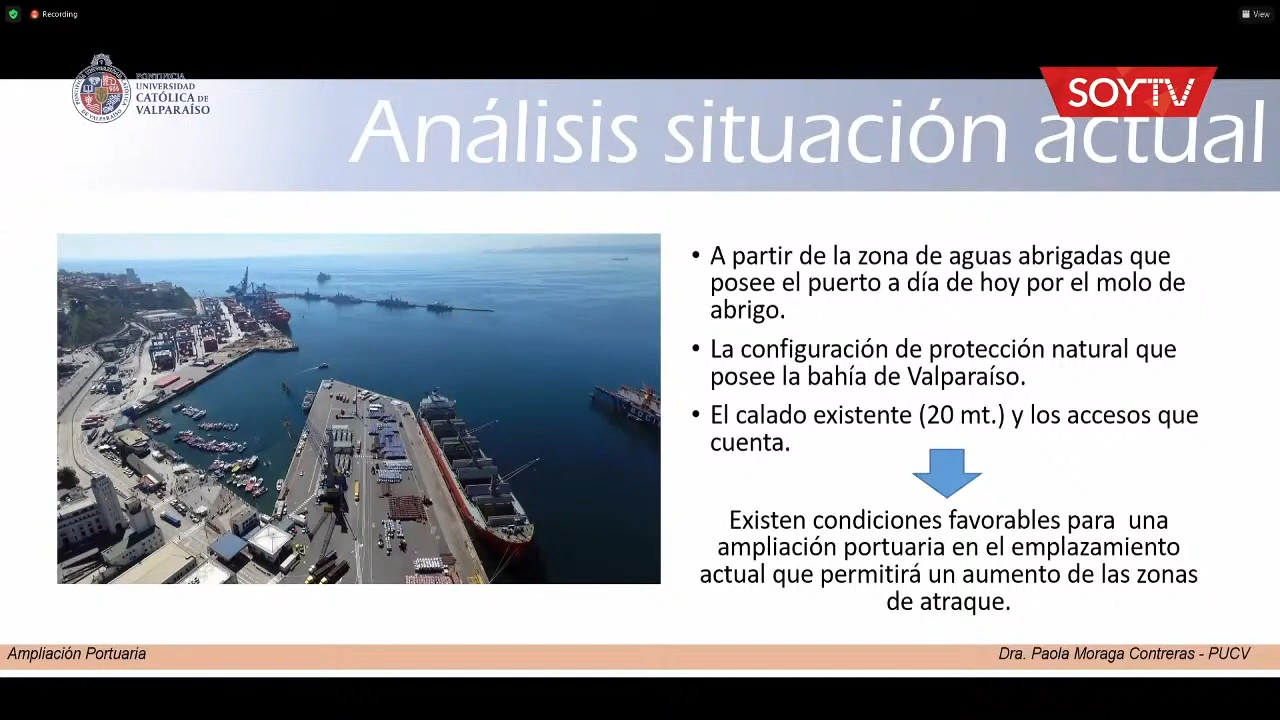 Recording
View
PONTIFICIA
UNIVERSIDAD
CATÓLICA DE
VALPARAÍSO
SOYTV
Análisis situación actual
• A partir de la zona de aguas abrigadas que
posee el puerto a día de hoy por el molo de
abrigo.
• La configuración de protección natural que
posee la bahía de Valparaíso.
• El calado existente (20 mt.) y los accesos que
cuenta.
Existen condiciones favorables para una
ampliación portuaria en el emplazamiento
actual que permitirá un aumento de las zonas
de atraque.
Ampliación Portuaria
Dra. Paola Moraga Contreras - PUCV